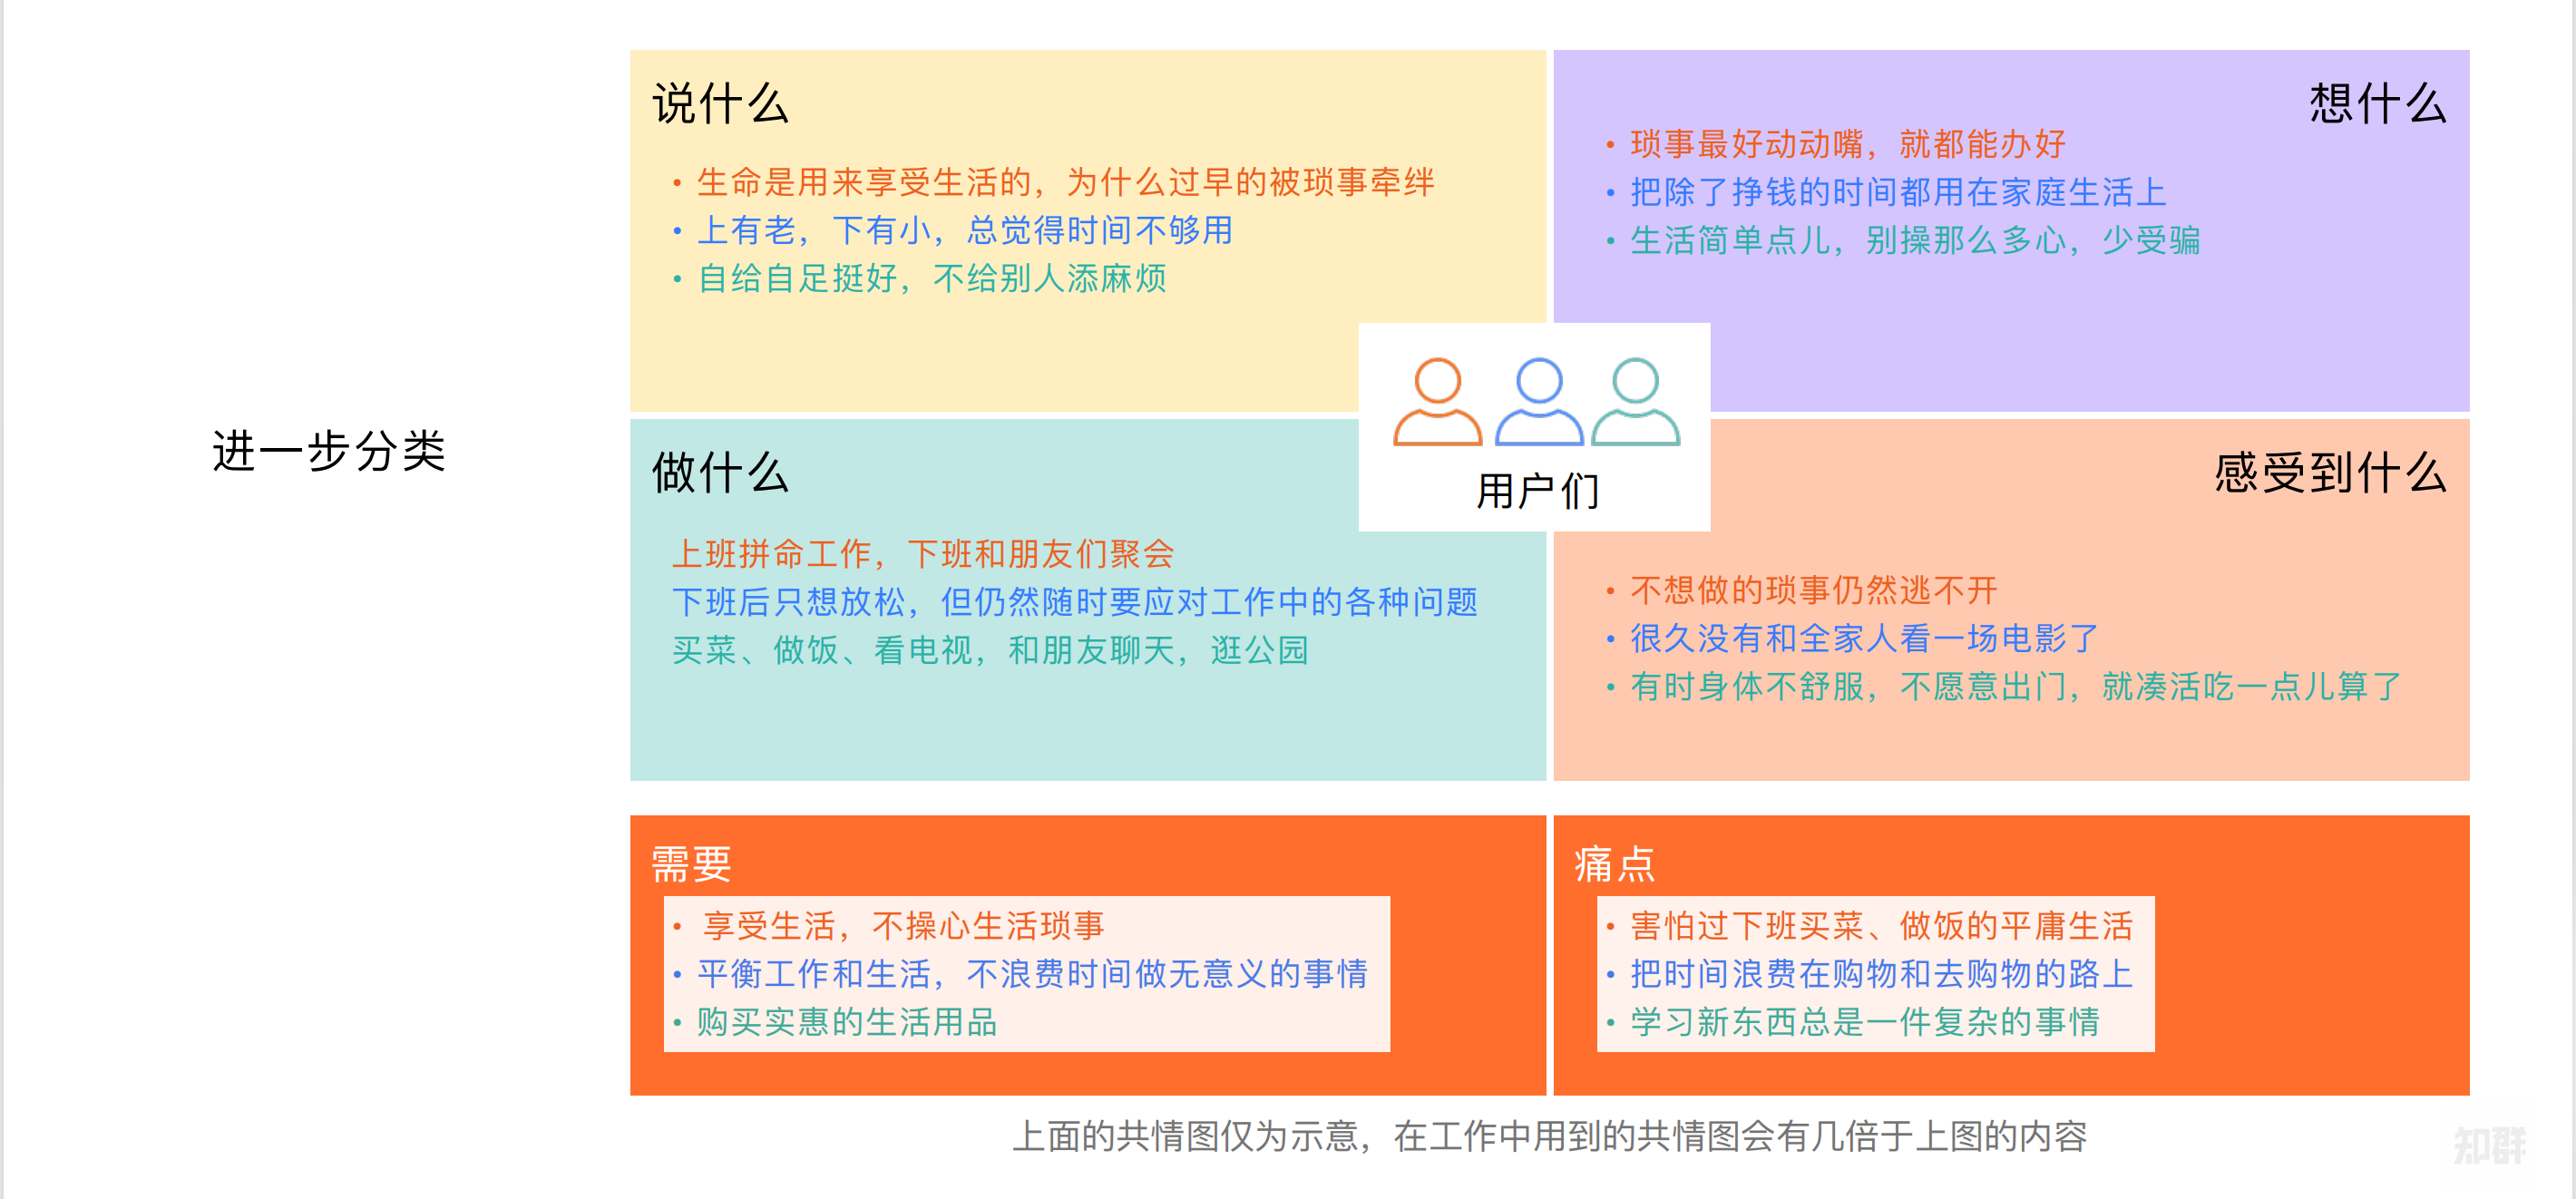 进一步分类
说什么
• 生命是用来享受生活的，为什么过早的被琐事牵绊
• 上有老，下有小，总觉得时间不够用
• 自给自足挺好，不给别人添麻烦
想什么
• 琐事最好动动嘴，就都能办好
• 把除了挣钱的时间都用在家庭生活上
• 生活简单点儿，别操那么多心，少受骗
用户们
做什么
上班拼命工作，下班和朋友们聚会
下班后只想放松，但仍然随时要应对工作中的各种问题
买菜、做饭、看电视，和朋友聊天，逛公园
感受到什么
• 不想做的琐事仍然逃不开
• 很久没有和全家人看一场电影了
• 有时身体不舒服，不愿意出门，就凑活吃一点儿算了
需要
• 享受生活，不操心生活琐事
• 平衡工作和生活，不浪费时间做无意义的事情
• 购买实惠的生活用品
痛点
• 害怕过下班买菜、做饭的平庸生活
• 把时间浪费在购物和去购物的路上
• 学习新东西总是一件复杂的事情
上面的共情图仅为示意，在工作中用到的共情图会有几倍于上图的内容
知群